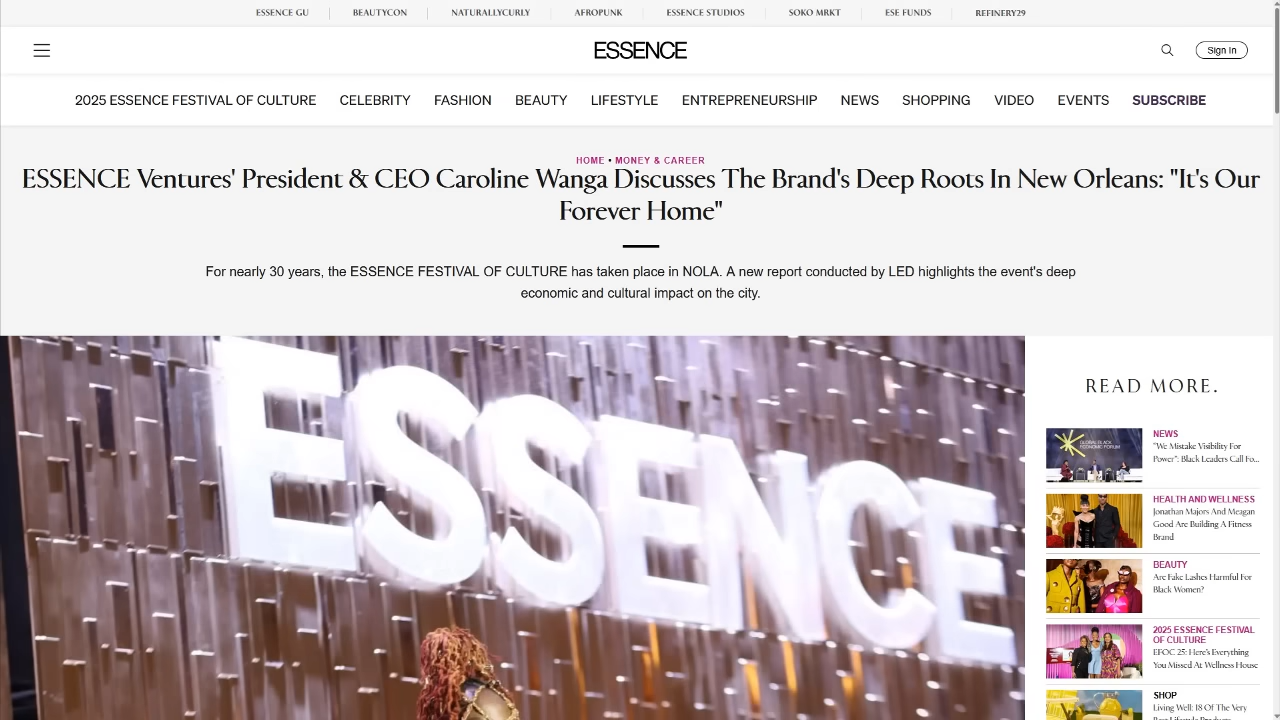 ESSENCE GU
BEAUTYCON
NATURALLYCURLY
AFROPUNK
ESSENCE STUDIOS
SOKO MRKT
ESE FUNDS
REFINERY29
ESSENCE
Sign In
2025 ESSENCE FESTIVAL OF CULTURE
CELEBRITY
FASHION
BEAUTY
LIFESTYLE
ENTREPRENEURSHIP
NEWS
SHOPPING
VIDEO
EVENTS
SUBSCRIBE
HOME • MONEY & CAREER
ESSENCE Ventures' President & CEO Caroline Wanga Discusses The Brand's Deep Roots In New Orleans: "It's Our
Forever Home"
For nearly 30 years, the ESSENCE FESTIVAL OF CULTURE has taken place in NOLA. A new report conducted by LED highlights the event's deep
economic and cultural impact on the city.
ESSENCE
READ MORE.
GLOBAL BLACK
ECONOMIC FORUM
NEWS
"We Mistake Visibility For
Power": Black Leaders Call Fo...
HEALTH AND WELLNESS
Jonathan Majors And Meagan
Good Are Building A Fitness
Brand
BEAUTY
Are Fake Lashes Harmful For
Black Women?
2025 ESSENCE FESTIVAL
OF CULTURE
EFOC 25: Here's Everything
You Missed At Wellness House
SHOP
Living Well: 18 Of The Very
Best Lifestyle Products